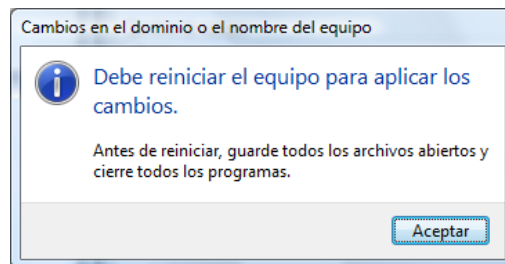 Cambios en el dominio o el nombre del equipo
Debe reiniciar el equipo para aplicar los
cambios.
Antes de reiniciar, guarde todos los archivos abiertos y
cierre todos los programas.
Aceptar